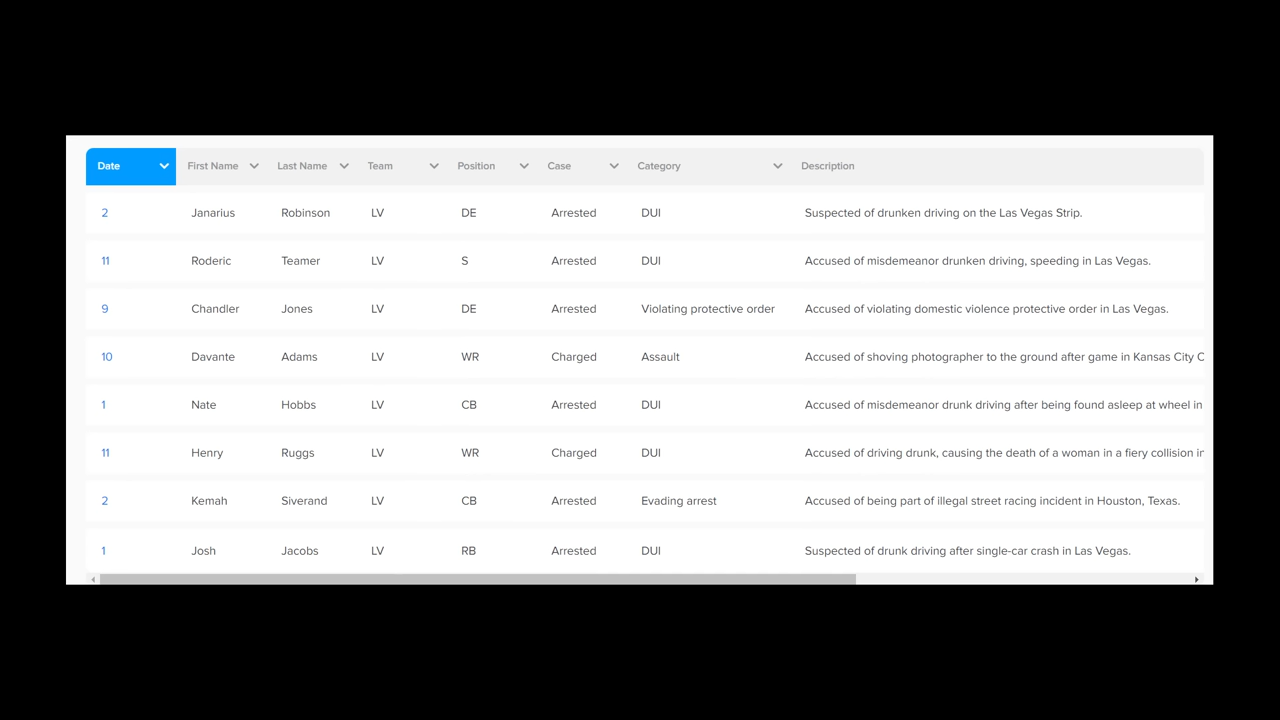 Date First Name Last Name Team Position Case Category Description
2 Janarius Robinson LV DE Arrested DUI Suspected of drunken driving on the Las Vegas Strip.
11 Roderic Teamer LV S Arrested DUI Accused of misdemeanor drunken driving, speeding in Las Vegas.
9 Chandler Jones LV DE Arrested Violating protective order Accused of violating domestic violence protective order in Las Vegas.
10 Davante Adams LV WR Charged Assault Accused of shoving photographer to the ground after game in Kansas City C
1 Nate Hobbs LV CB Arrested DUI Accused of misdemeanor drunk driving after being found asleep at wheel in
11 Henry Ruggs LV WR Charged DUI Accused of driving drunk, causing the death of a woman in a fiery collision in
2 Kemah Siverand LV CB Arrested Evading arrest Accused of being part of illegal street racing incident in Houston, Texas.
1 Josh Jacobs LV RB Arrested DUI Suspected of drunk driving after single-car crash in Las Vegas.